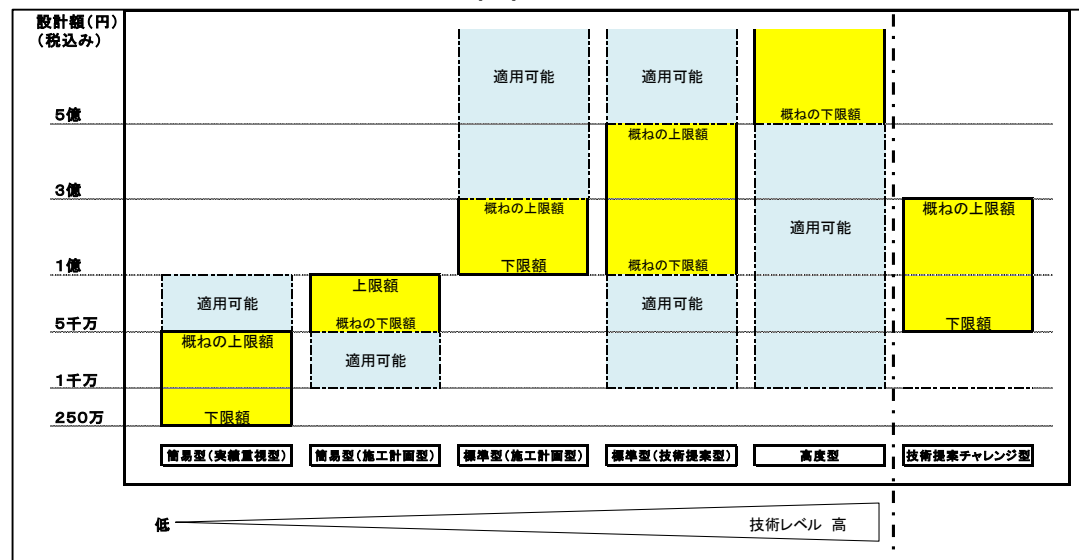 設計額(円)
(税込み)
適用可能
適用可能
5億
概ねの下限額
概ねの上限額
3億
概ねの上限額
概ねの上限額
適用可能
1億
下限額
概ねの下限額
上限額
適用可能
適用可能
5千万
概ねの下限額
下限額
概ねの上限額
適用可能
1千万
250万
下限額
簡易型(実績重視型)
簡易型(施工計画型)
標準型(施工計画型)
標準型(技術提案型)
高度型
技術提案チャレンジ型
低
技術レベル 高